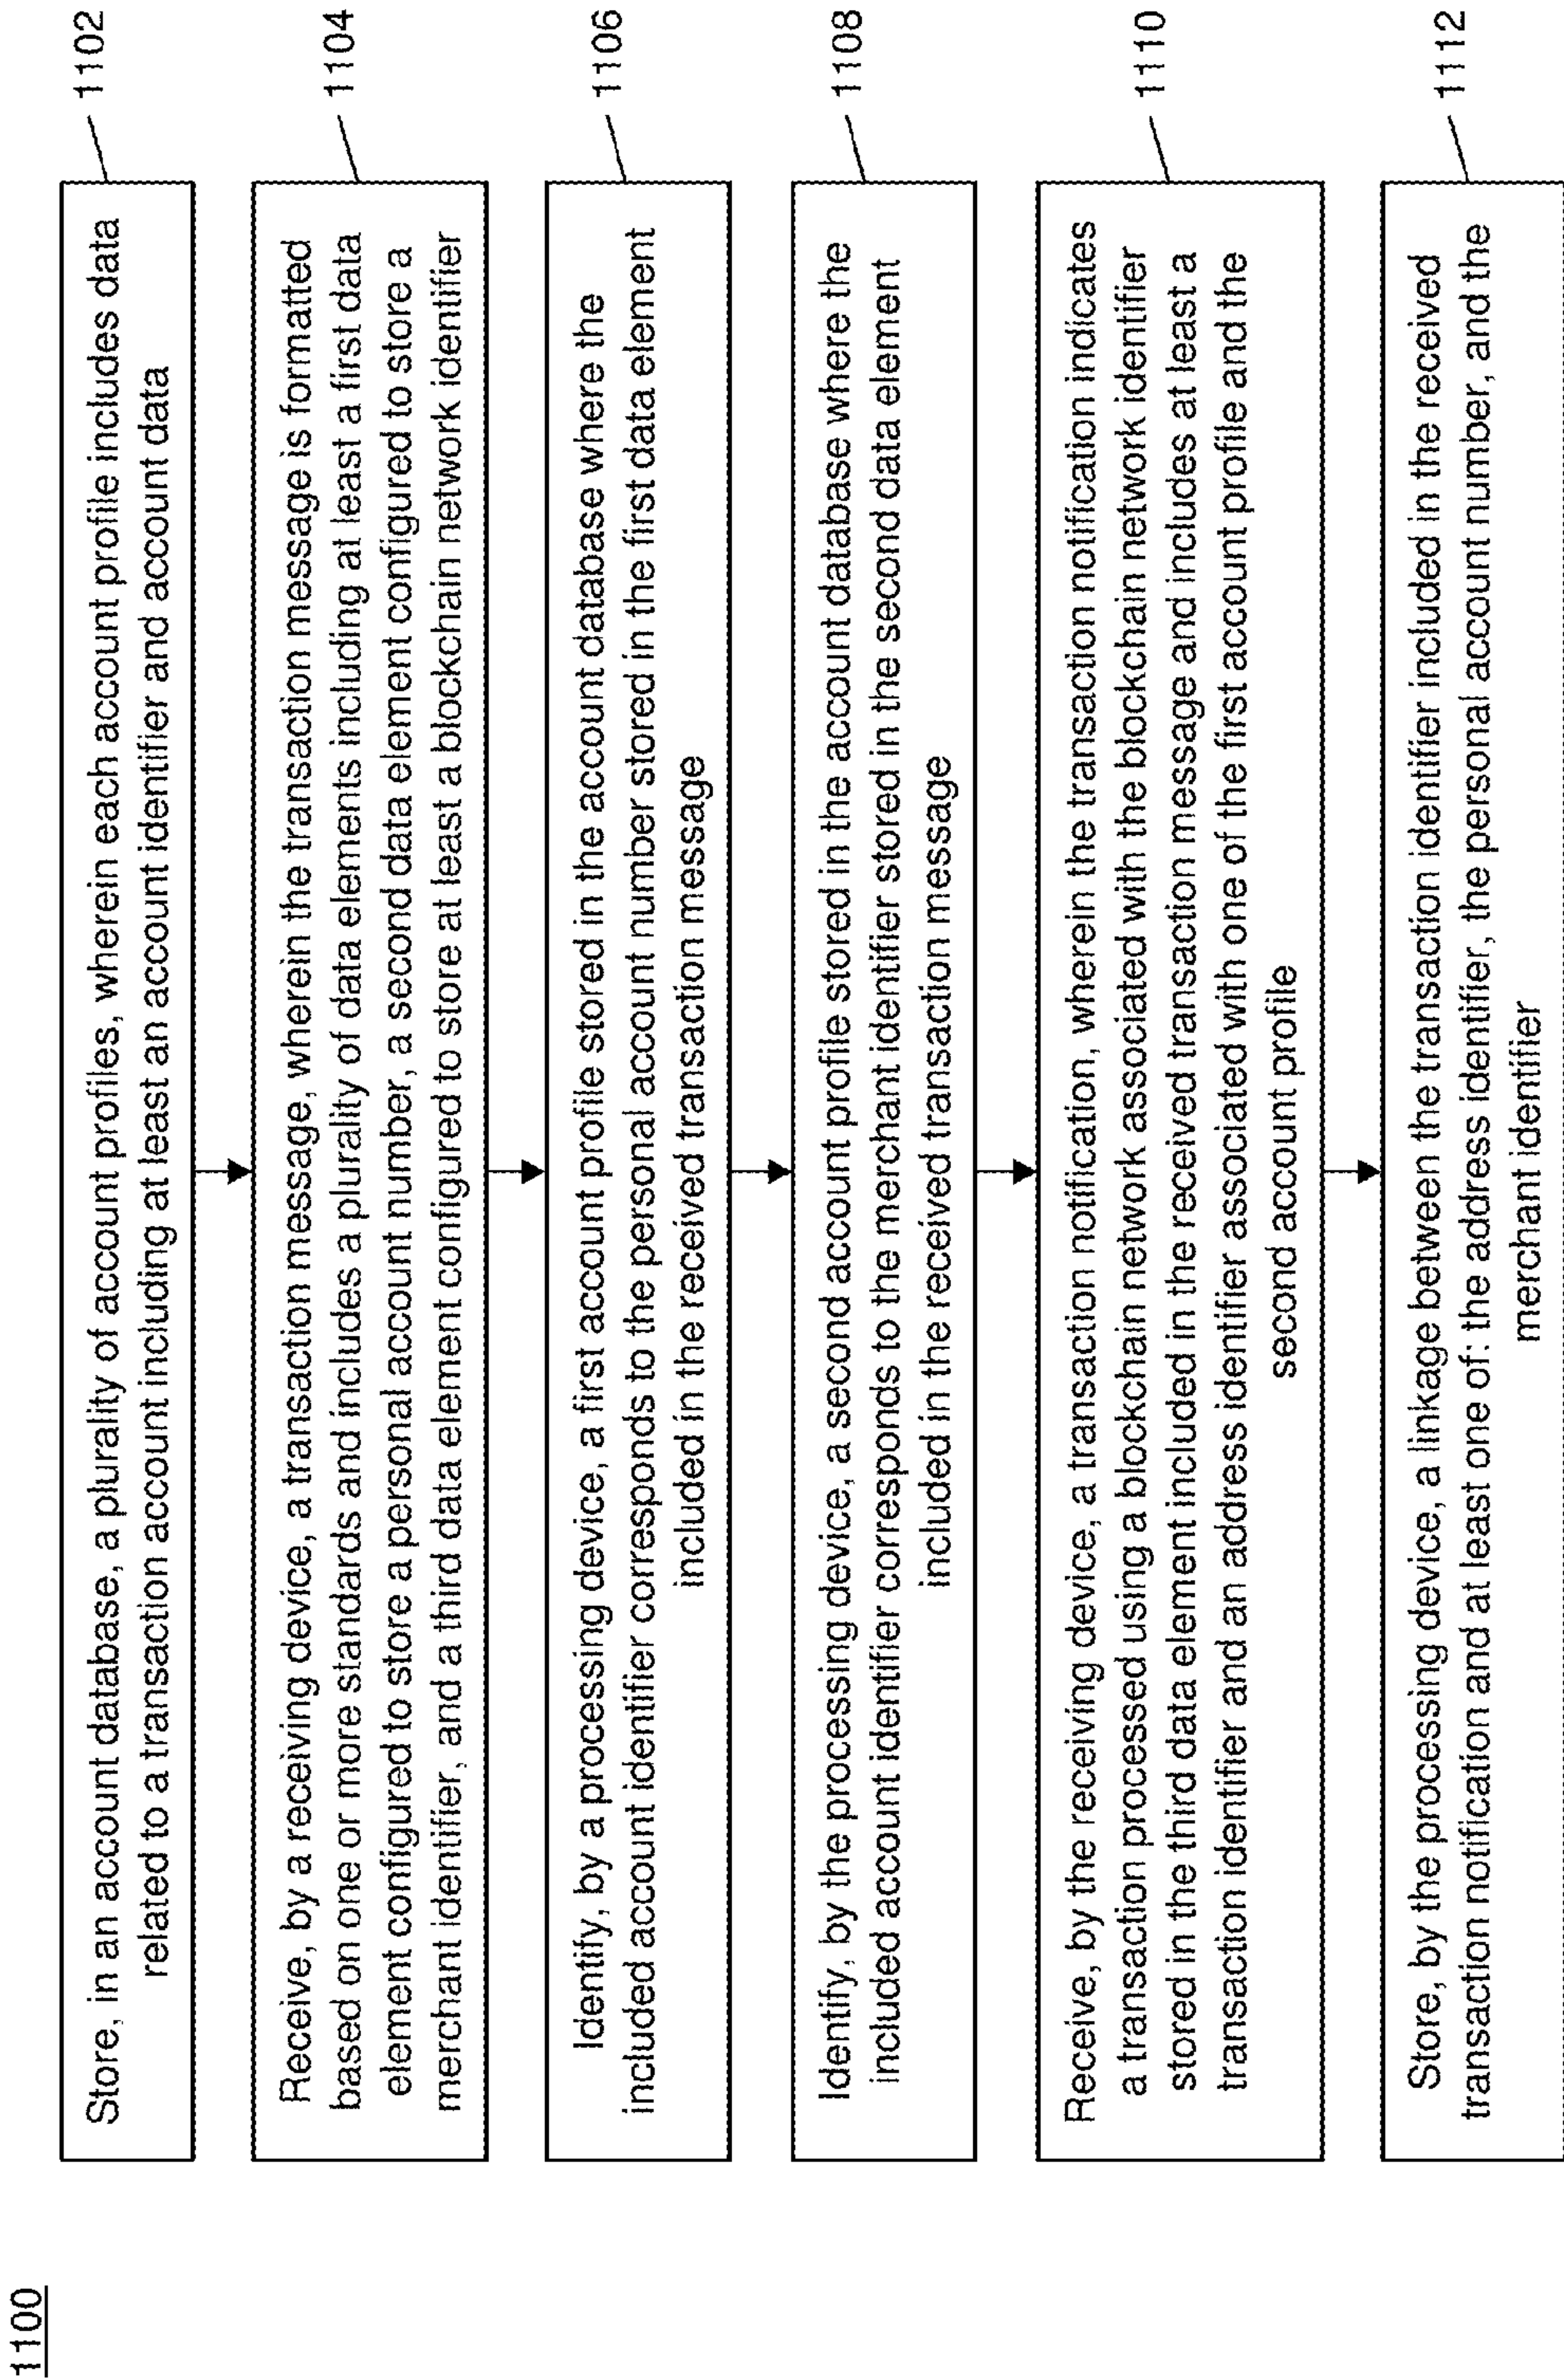 1100
Store, in an account database, a plurality of account profiles, wherein each account profile includes data
related to a transaction account including at least an account identifier and account data
1102
Receive, by a receiving device, a transaction message, wherein the transaction message is formatted
based on one or more standards and includes a plurality of data elements including at least a first data
element configured to store a personal account number, a second data element configured to store a
merchant identifier, and a third data element configured to store at least a blockchain network identifier
1104
Identify, by a processing device, a first account profile stored in the account database where the
included account identifier corresponds to the personal account number stored in the first data element
included in the received transaction message
1106
Identify, by the processing device, a second account profile stored in the account database where the
included account identifier corresponds to the merchant identifier stored in the second data element
included in the received transaction message
1108
Receive, by the receiving device, a transaction notification, wherein the transaction notification indicates
a transaction processed using a blockchain network associated with the blockchain network identifier
stored in the third data element included in the received transaction message and includes at least a
transaction identifier and an address identifier associated with one of the first account profile and the
second account profile
1110
Store, by the processing device, a linkage between the transaction identifier included in the received
transaction notification and at least one of: the address identifier, the personal account number, and the
merchant identifier
1112